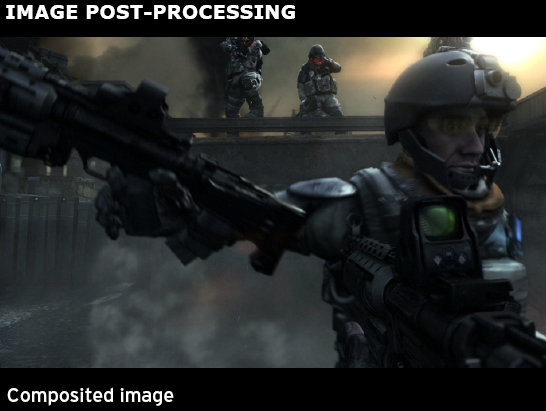 IMAGE POST-PROCESSING
Composited image